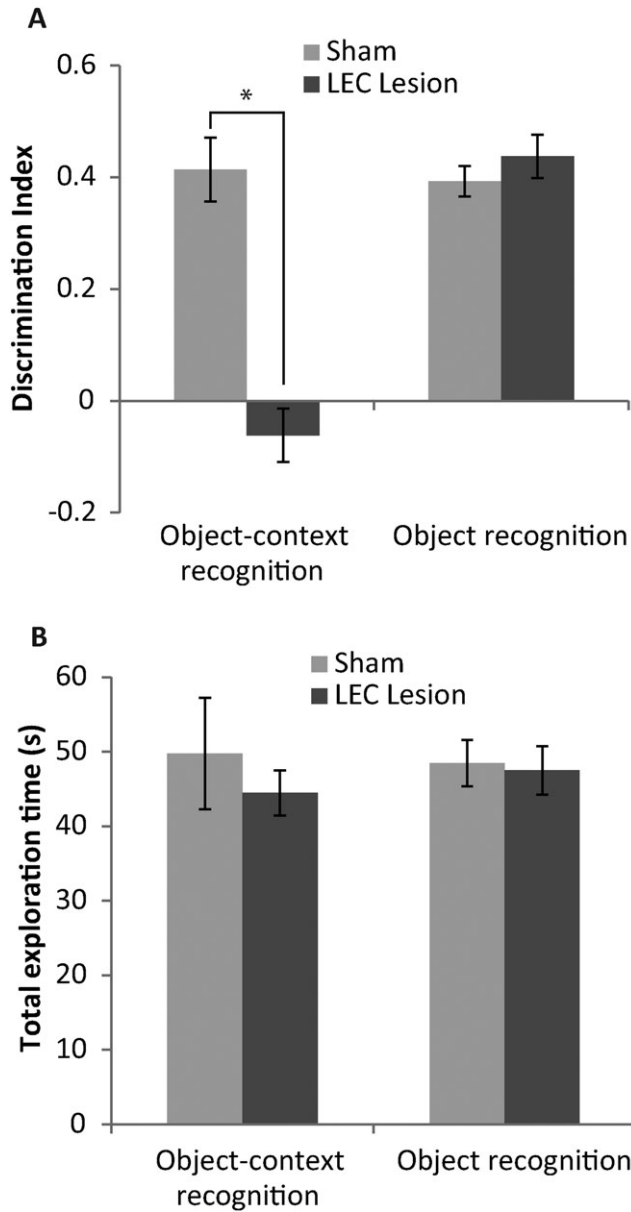 A
Sham
LEC Lesion
*
Discrimination Index
0.6
0.4
0.2
0
-0.2
Object-context
recognition
Object recognition
B
Sham
LEC Lesion
Total exploration time (s)
60
50
40
30
20
10
0
Object-context
recognition
Object recognition